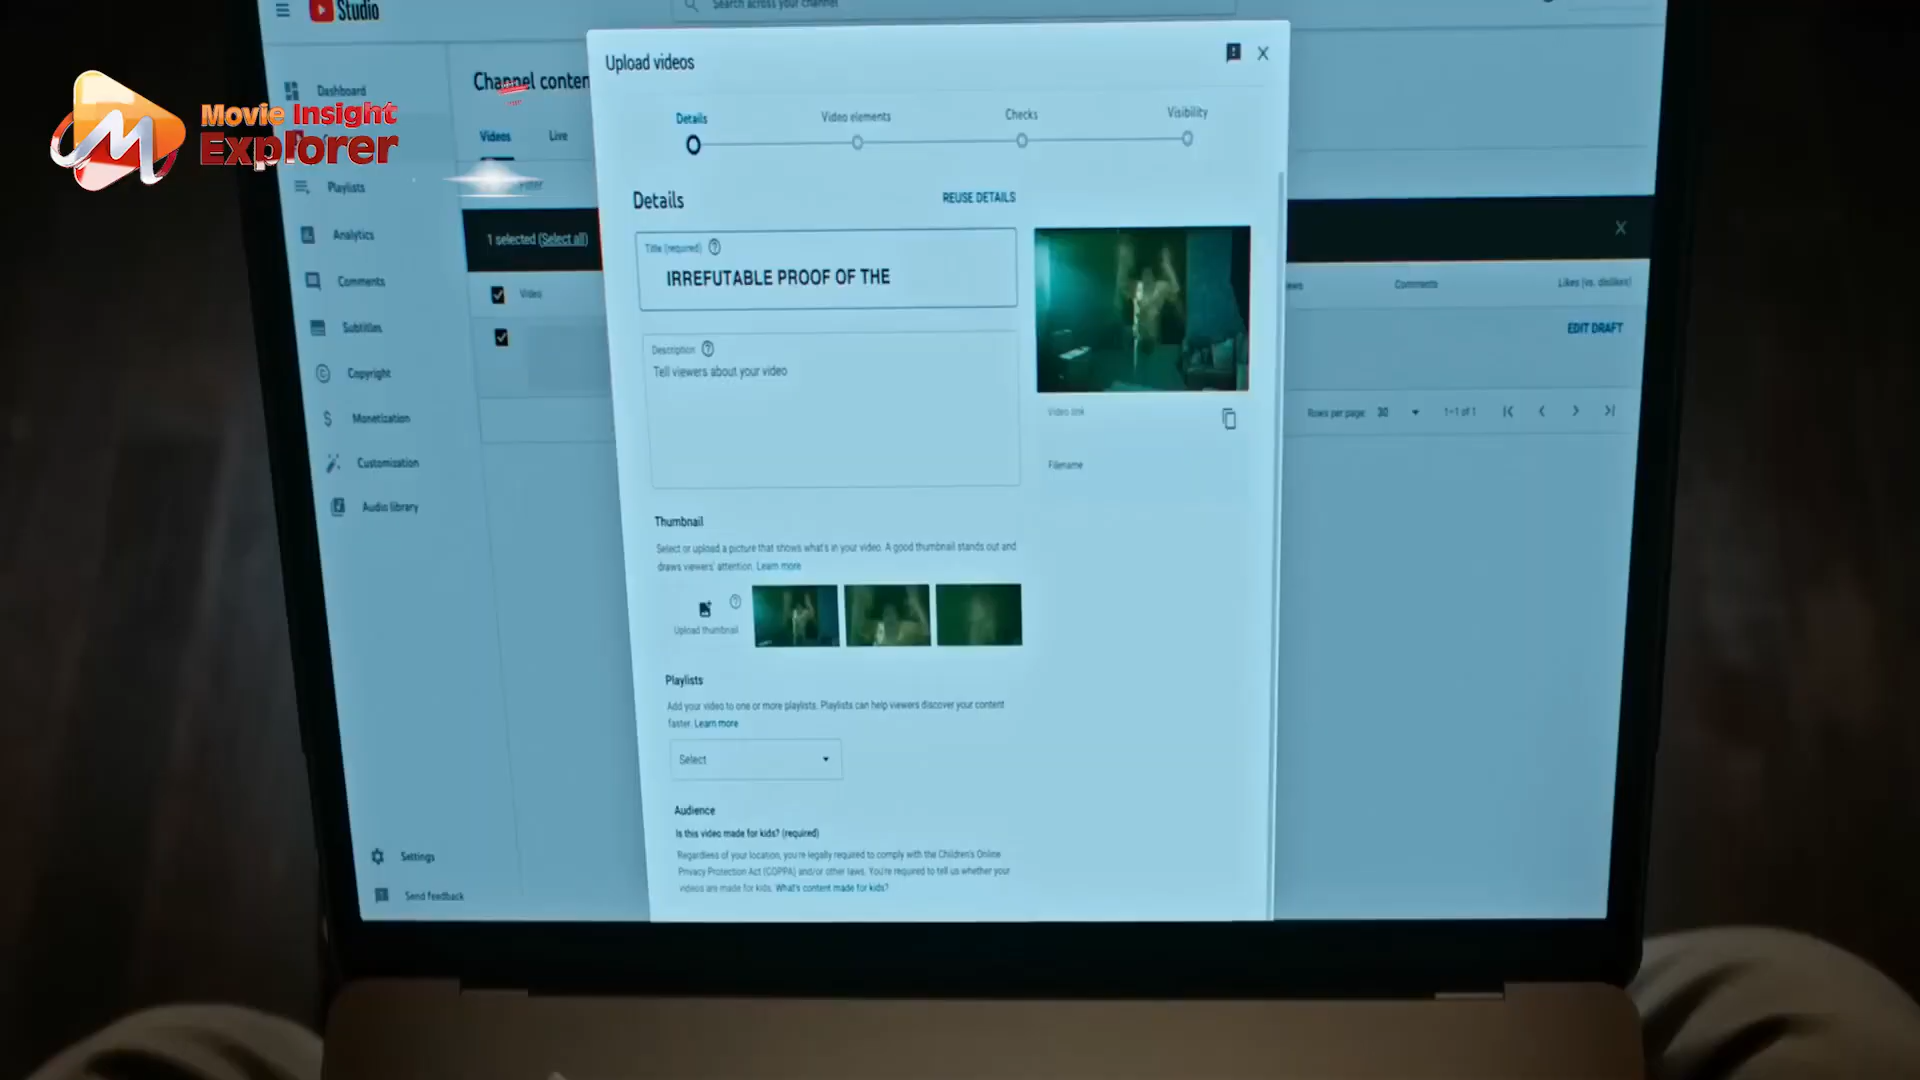 Studio
Search across your channel
Movie Insight
Explorer
Dashboard
Playlists
Analytics
Comments
Subtitles
Copyright
Monetization
Customization
Audio library
Settings
Send feedback
Videos
Live
Filter
1 selected (Select all)
Video
Upload videos
Details
Video elements
Checks
Visibility
Details
REUSE DETAILS
Title (required)
IRREFUTABLE PROOF OF THE
Description
Tell viewers about your video
Video link
Filename
Thumbnail
Select or upload a picture that shows what's in your video. A good thumbnail stands out and
draws viewers' attention. Learn more
Upload thumbnail
Playlists
Add your video to one or more playlists. Playlists can help viewers discover your content
faster. Learn more
Select
Audience
Is this video made for kids? (required)
Regardless of your location, you're legally required to comply with the Children's Online
Privacy Protection Act (COPPA) and/or other laws. You're required to tell us whether your
videos are made for kids. What's content made for kids?
Comments
Likes (vs. dislikes)
EDIT DRAFT
Rows per page: 30
1–1 of 1